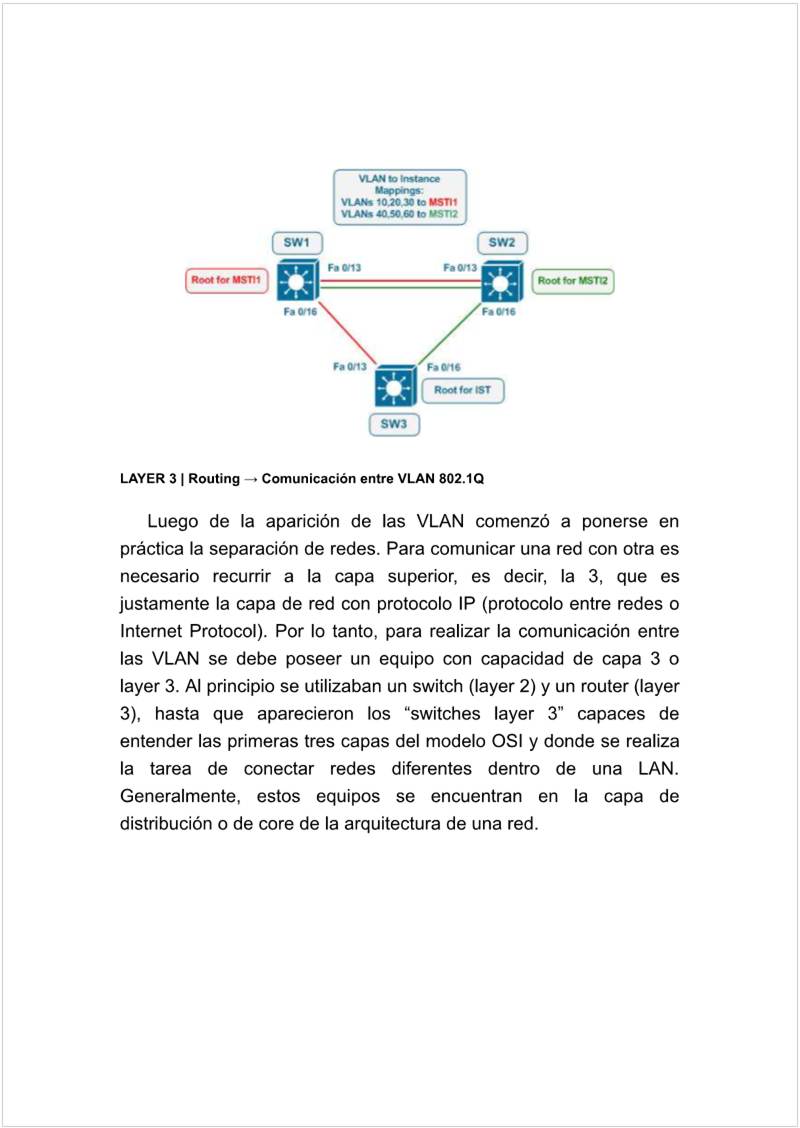 VLAN to Instance
Mappings:
VLANs 10,20,30 to MSTI1
VLANs 40,50,60 to MSTI2
SW1
SW2
Fa 0/13
Fa 0/13
Root for MSTI1
Root for MSTI2
Fa 0/16
Fa 0/16
Fa 0/13
Fa 0/16
Root for IST
SW3
LAYER 3 | Routing → Comunicación entre VLAN 802.1Q
Luego de la aparición de las VLAN comenzó a ponerse en
práctica la separación de redes. Para comunicar una red con otra es
necesario recurrir a la capa superior, es decir, la 3, que es
justamente la capa de red con protocolo IP (protocolo entre redes o
Internet Protocol). Por lo tanto, para realizar la comunicación entre
las VLAN se debe poseer un equipo con capacidad de capa 3 o
layer 3. Al principio se utilizaban un switch (layer 2) y un router (layer
3), hasta que aparecieron los “switches layer 3” capaces de
entender las primeras tres capas del modelo OSI y donde se realiza
la tarea de conectar redes diferentes dentro de una LAN.
Generalmente, estos equipos se encuentran en la capa de
distribución o de core de la arquitectura de una red.